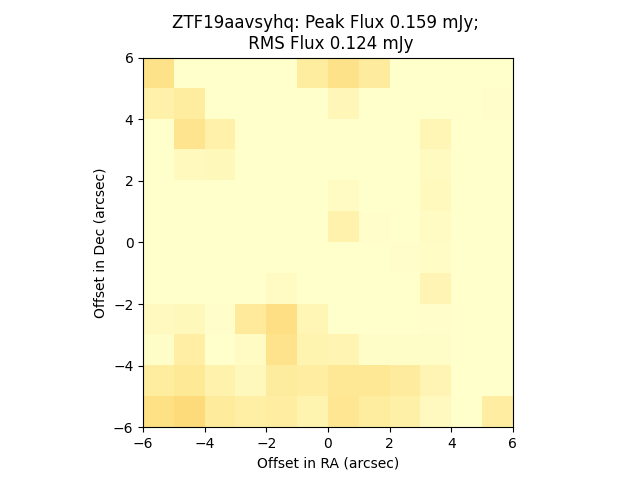 ZTF19aavsyhq: Peak Flux 0.159 mJy;
RMS Flux 0.124 mJy
6
4
2
0
−2
−4
−6
Offset in Dec (arcsec)
−6 −4 −2 0 2 4 6
Offset in RA (arcsec)